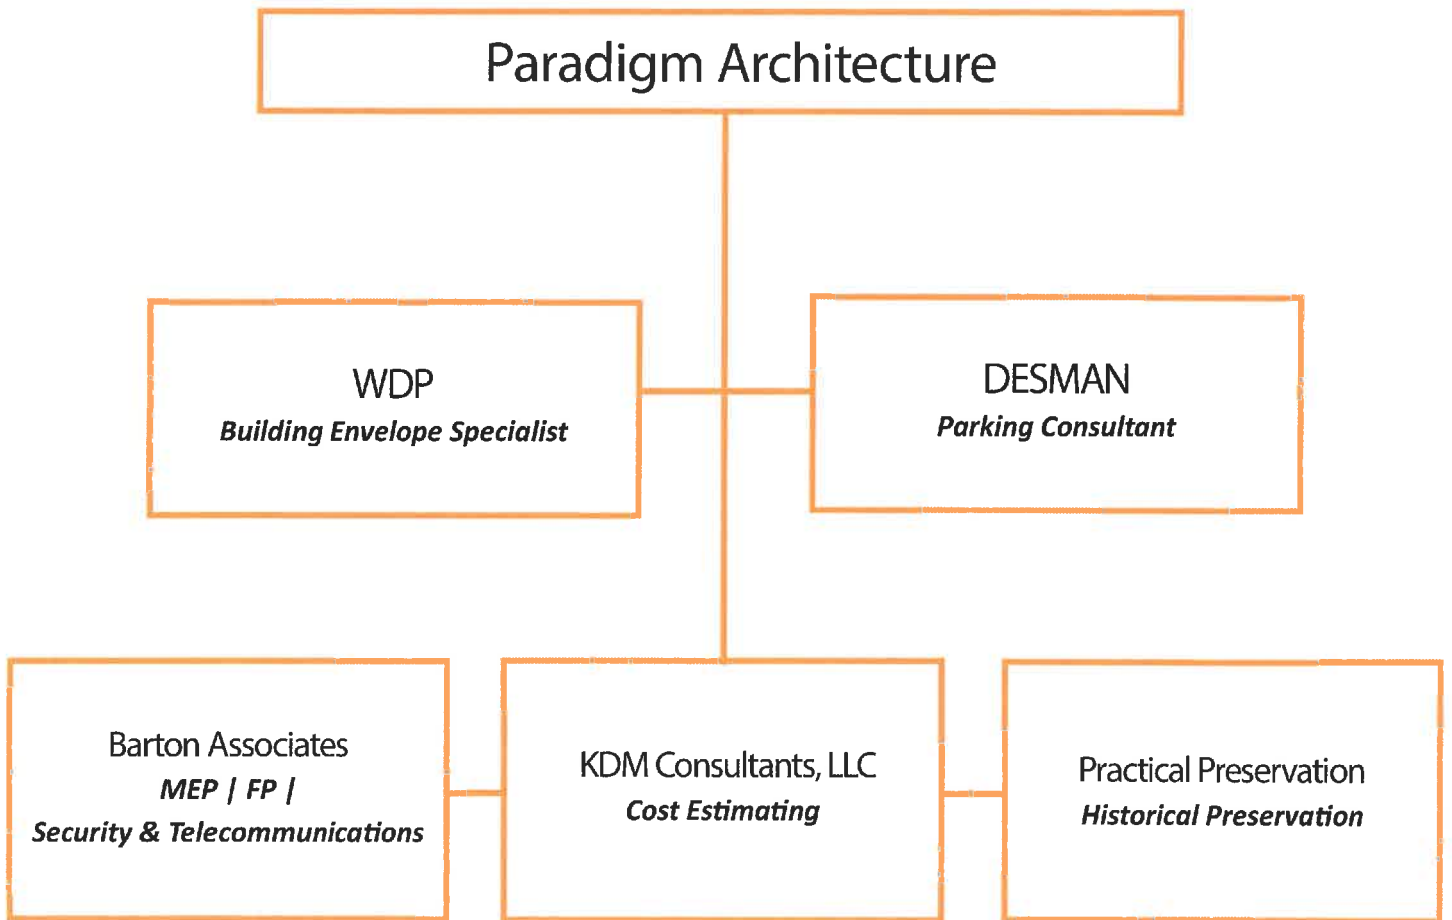 Paradigm Architecture
WDP
Building Envelope Specialist
DESMAN
Parking Consultant
Barton Associates
MEP | FP |
Security & Telecommunications
KDM Consultants, LLC
Cost Estimating
Practical Preservation
Historical Preservation